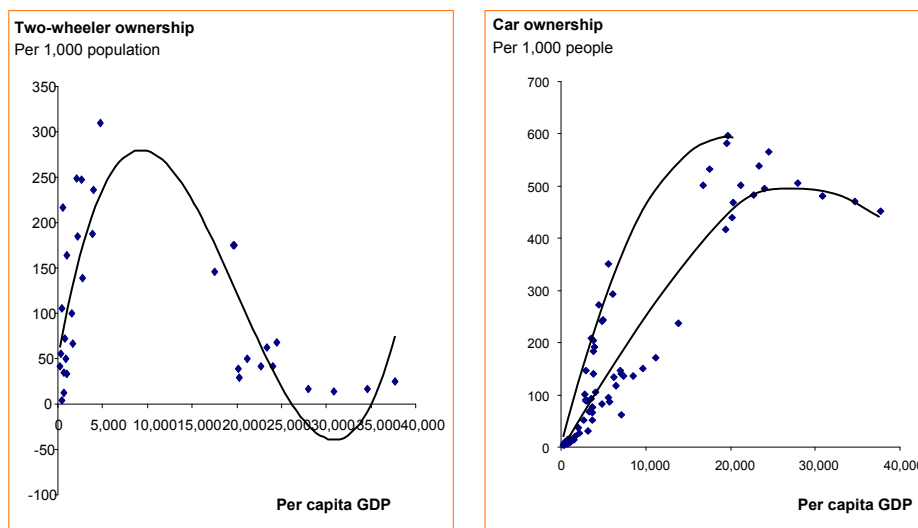 Two-wheeler ownership
Per 1,000 population
350
300
250
200
150
100
50
0
-50
-100
0 5,000 10,000 15,000 20,000 25,000 30,000 35,000 40,000
Per capita GDP
Car ownership
Per 1,000 people
700
600
500
400
300
200
100
0
0 10,000 20,000 30,000 40,000
Per capita GDP